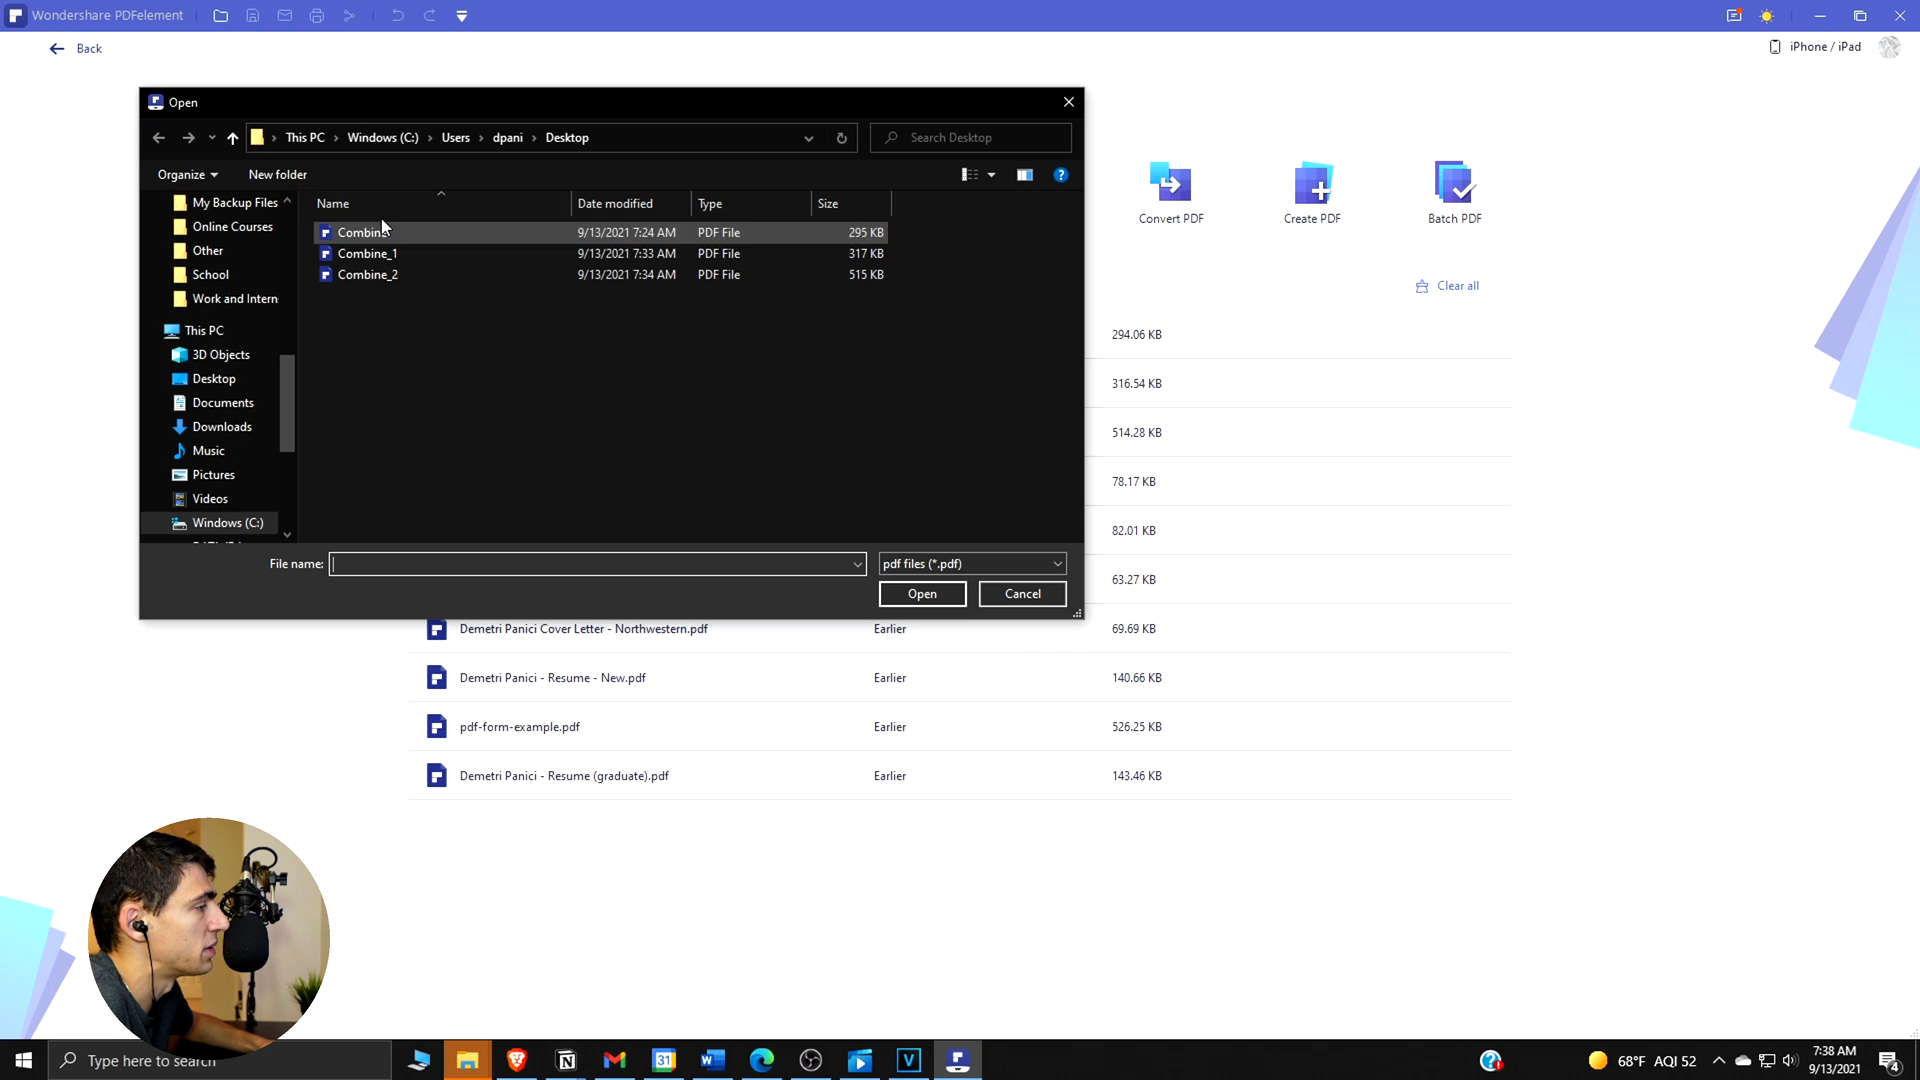 Wondershare PDFelement
Back
iPhone / iPad
Open
This PC
Windows (C:)
Users
dpani
Desktop
Search Desktop
Organize
New folder
Name
Date modified
Type
Size
My Backup Files
Online Courses
Other
School
Work and Intern
This PC
3D Objects
Desktop
Documents
Downloads
Music
Pictures
Videos
Windows (C:)
9/13/2021 7:24 AM PDF File 295 KB
Combine_1 9/13/2021 7:33 AM PDF File 317 KB
Combine_2 9/13/2021 7:34 AM PDF File 515 KB
File name:
pdf files (*.pdf)
Open
Cancel
Convert PDF
Create PDF
Batch PDF
Clear all
294.06 KB
316.54 KB
514.28 KB
78.17 KB
82.01 KB
63.27 KB
Demetri Panici Cover Letter - Northwestern.pdf Earlier 69.69 KB
Demetri Panici - Resume - New.pdf Earlier 140.66 KB
pdf-form-example.pdf Earlier 526.25 KB
Demetri Panici - Resume (graduate).pdf Earlier 143.46 KB
Type here to search
31
V
68°F AQI 52
7:38 AM
9/13/2021
4